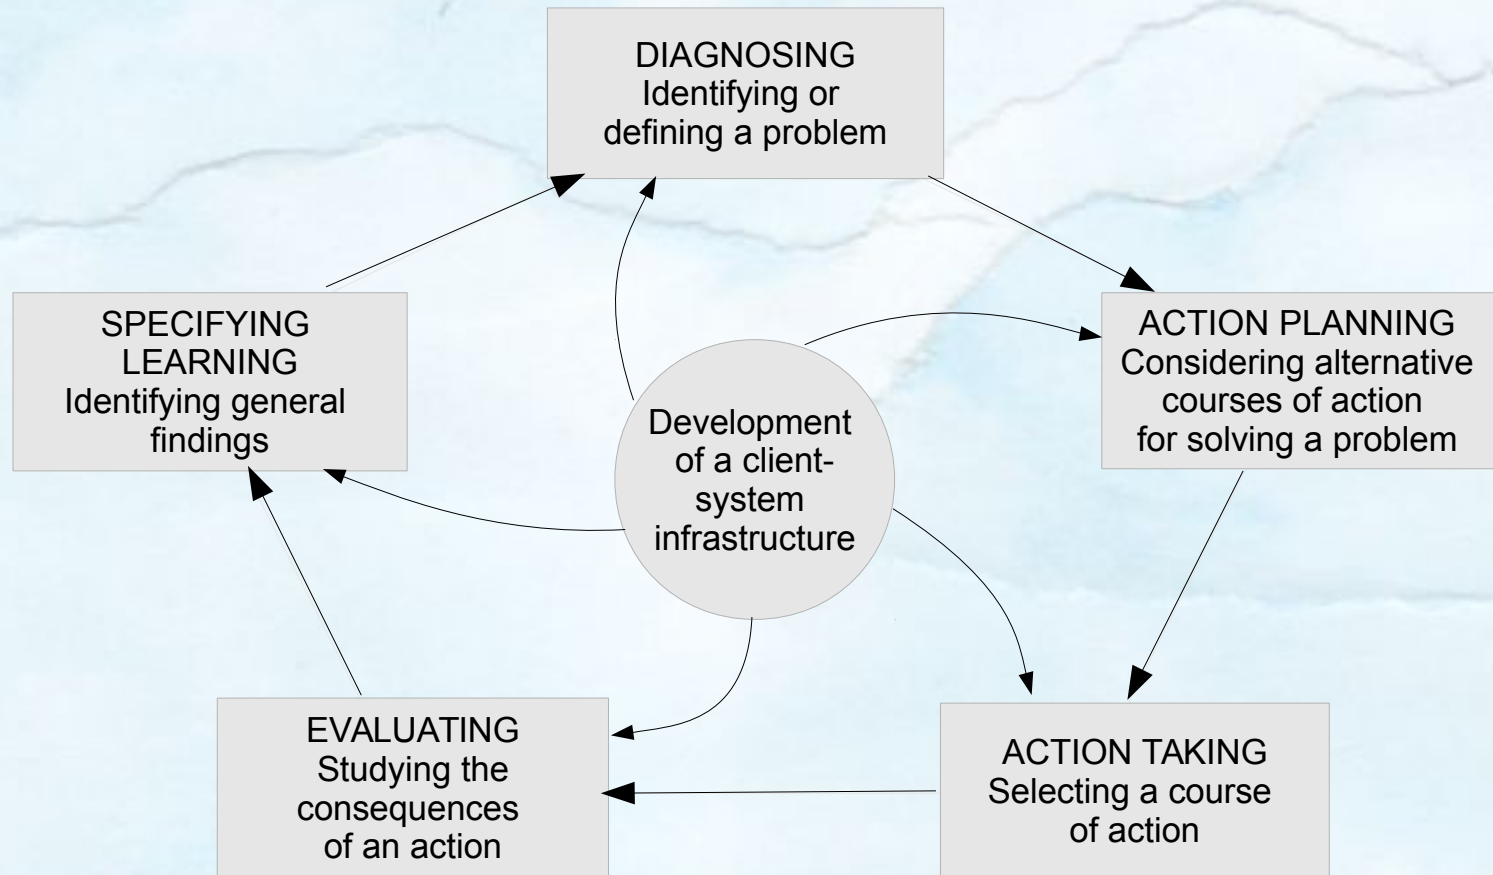 DIAGNOSING
Identifying or
defining a problem
SPECIFYING
LEARNING
Identifying general
findings
ACTION PLANNING
Considering alternative
courses of action
for solving a problem
Development
of a client-
system
infrastructure
EVALUATING
Studying the
consequences
of an action
ACTION TAKING
Selecting a course
of action